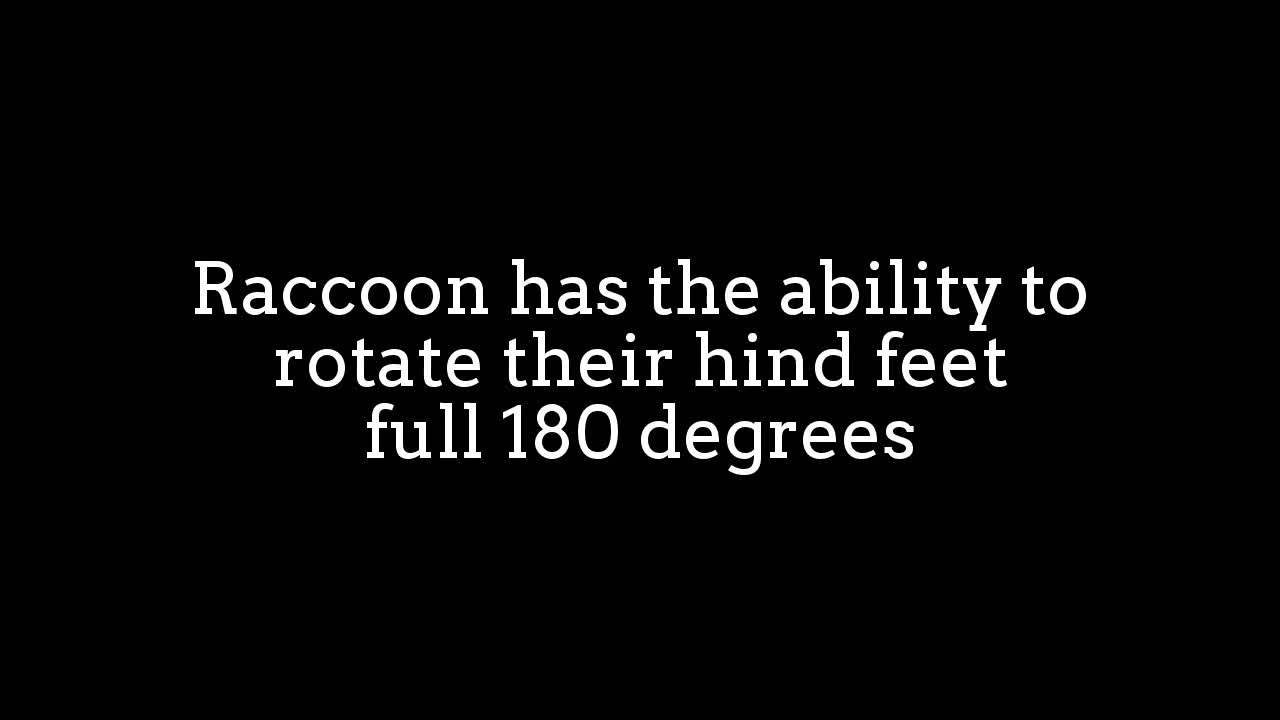 Raccoon has the ability to
rotate their hind feet
full 180 degrees